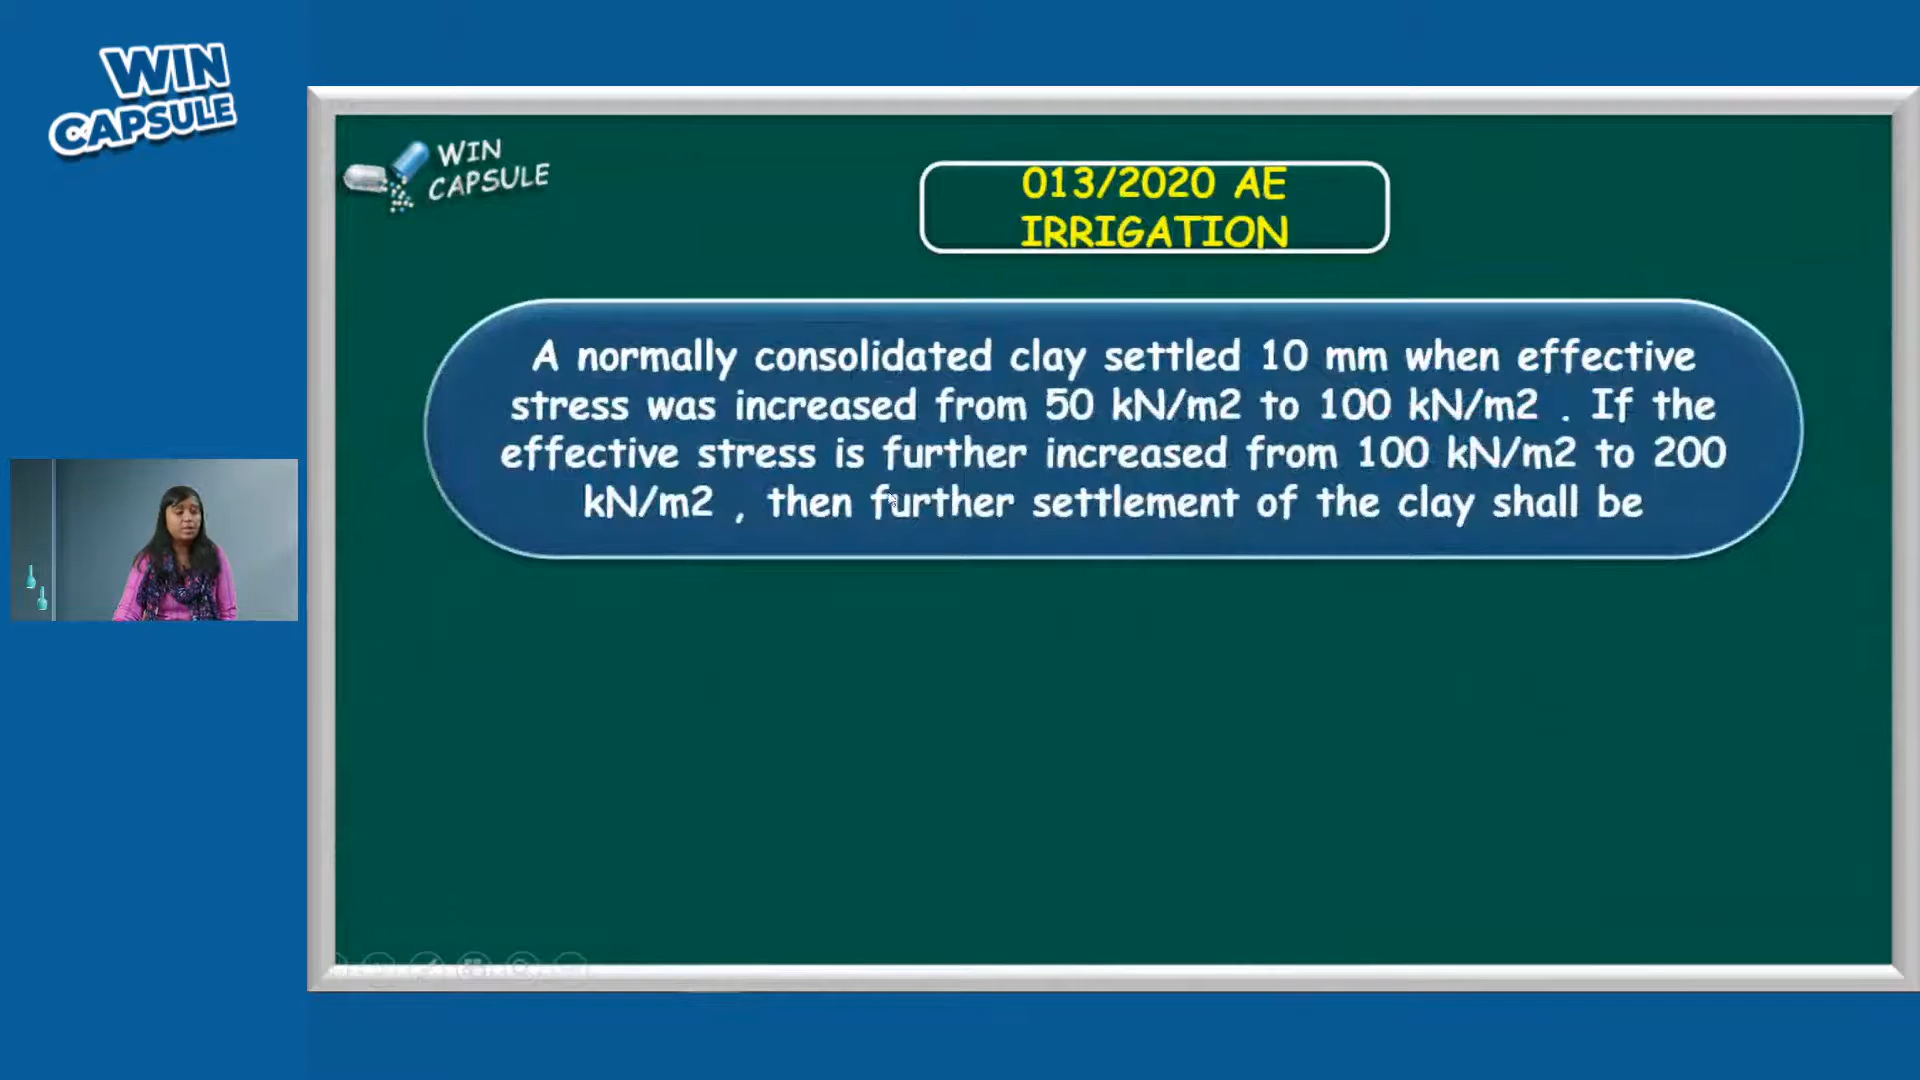 WIN
CAPSULE
WIN
CAPSULE
013/2020 AE
IRRIGATION
A normally consolidated clay settled 10 mm when effective
stress was increased from 50 kN/m2 to 100 kN/m2 . If the
effective stress is further increased from 100 kN/m2 to 200
kN/m2 , then further settlement of the clay shall be